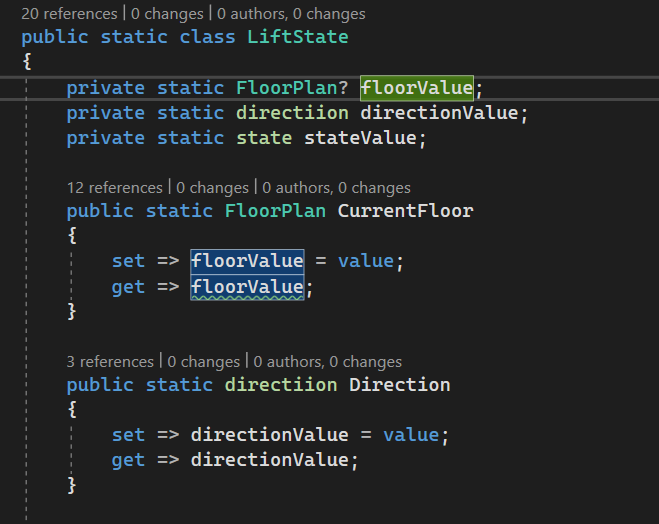 20 references | 0 changes | 0 authors, 0 changes
public static class LiftState
{
private static FloorPlan? floorValue;
private static directiion directionValue;
private static state stateValue;
12 references | 0 changes | 0 authors, 0 changes
public static FloorPlan CurrentFloor
{
set => floorValue = value;
get => floorValue;
}
3 references | 0 changes | 0 authors, 0 changes
public static directiion Direction
{
set => directionValue = value;
get => directionValue;
}